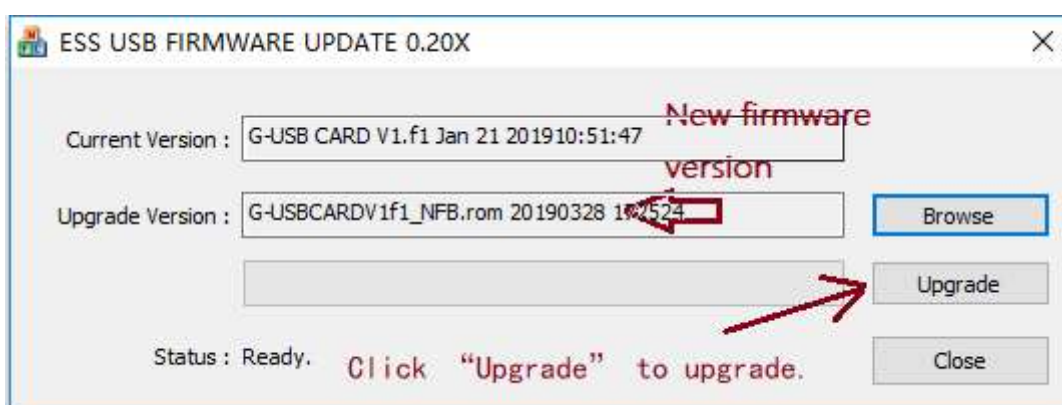 ESS USB FIRMWARE UPDATE 0.20X
New firmware
Current Version : G-USB CARD V1.f1 Jan 21 201910:51:47
version
Upgrade Version : G-USBCARDV1f1_NFB.rom 20190328
Browse
Upgrade
Status : Ready.
Click “Upgrade” to upgrade.
Close